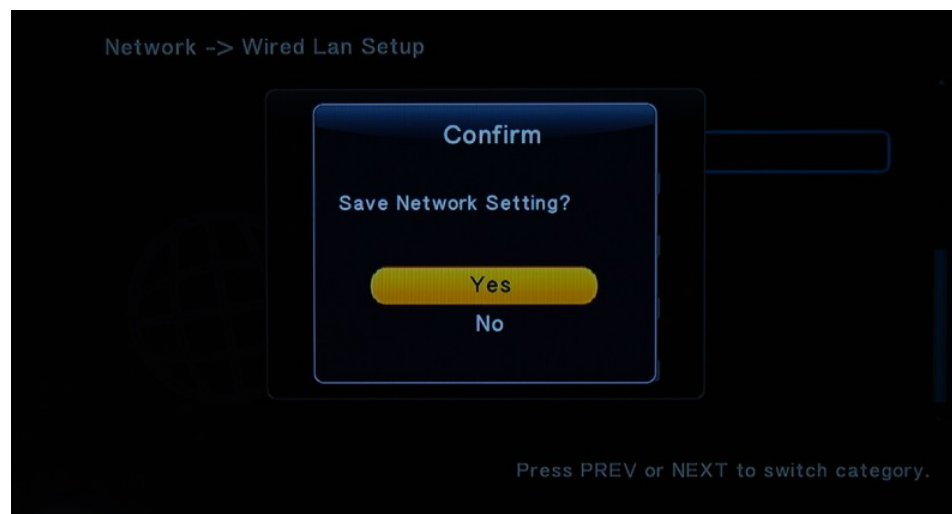 Network -> Wired Lan Setup
Confirm
Save Network Setting?
Yes
No
Press PREV or NEXT to switch category.